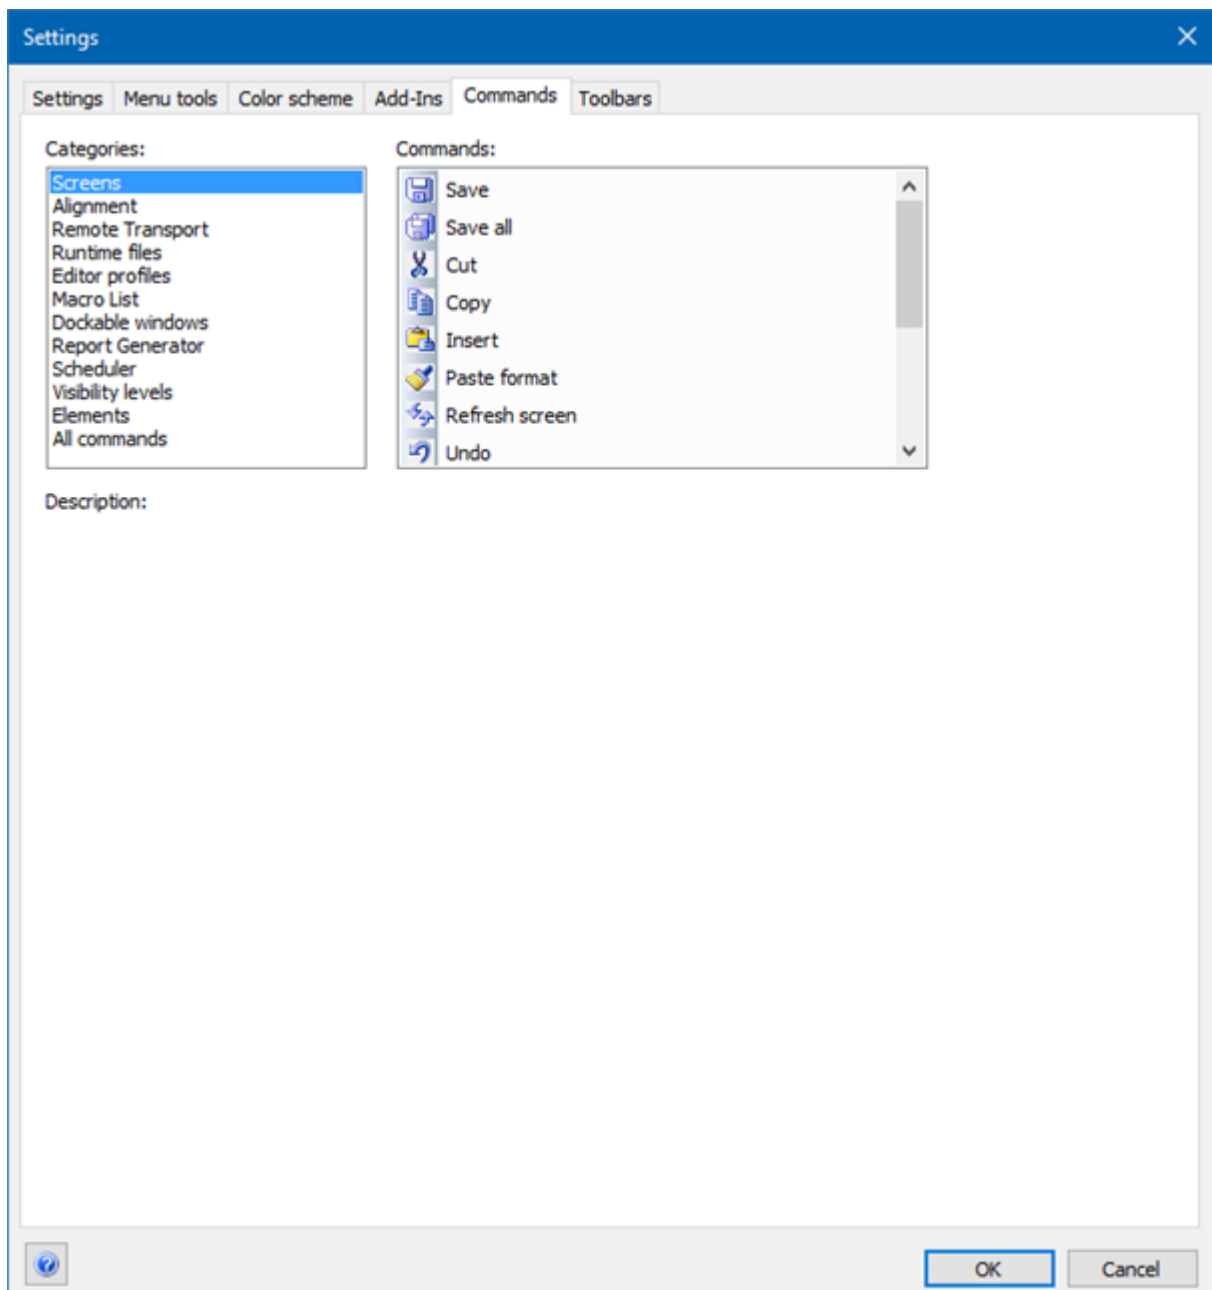 Settings
Settings Menu tools Color scheme Add-Ins Commands Toolbars
Categories:
Screens
Alignment
Remote Transport
Runtime files
Editor profiles
Macro List
Dockable windows
Report Generator
Scheduler
Visibility levels
Elements
All commands
Commands:
Save
Save all
Cut
Copy
Insert
Paste format
Refresh screen
Undo
Description:
OK Cancel